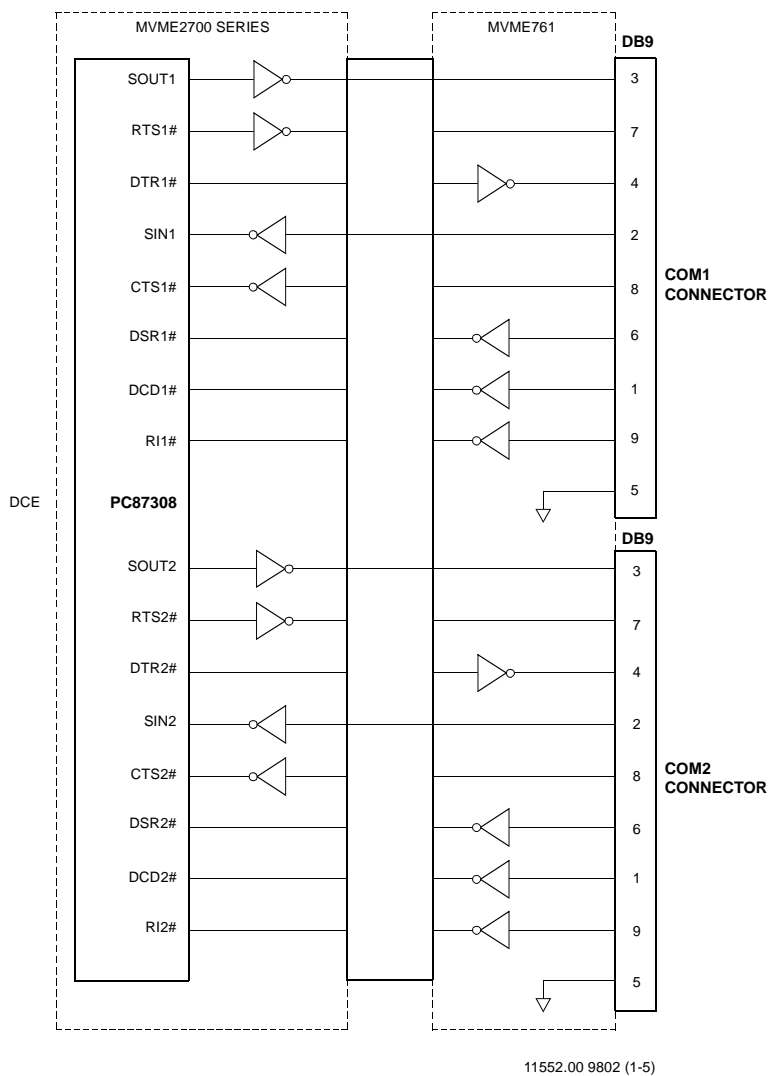 MVME2700 SERIES
MVME761
DB9
SOUT1
3
RTS1#
7
DTR1#
4
SIN1
2
CTS1#
8
COM1
CONNECTOR
DSR1#
6
DCD1#
1
RI1#
9
5
DCE
PC87308
DB9
SOUT2
3
RTS2#
7
DTR2#
4
SIN2
2
CTS2#
8
COM2
CONNECTOR
DSR2#
6
DCD2#
1
RI2#
9
5
11552.00 9802 (1-5)